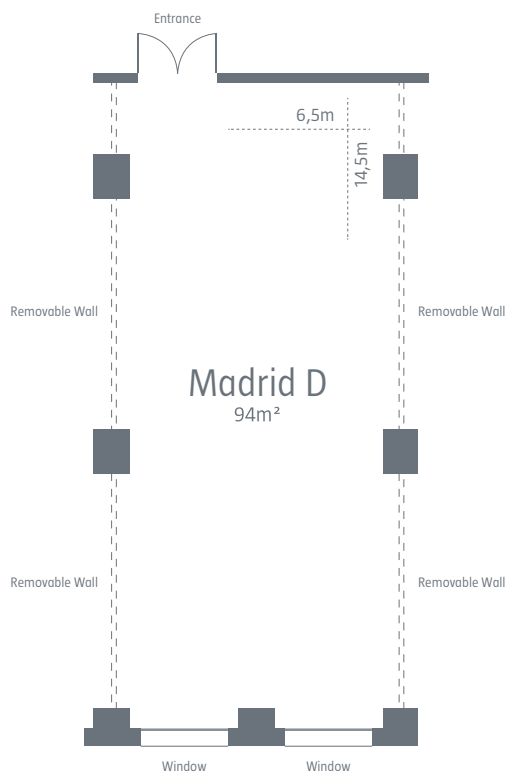 Entrance
6,5m
14,5m
Removable Wall
Removable Wall
Madrid D
94m²
Removable Wall
Removable Wall
Window
Window